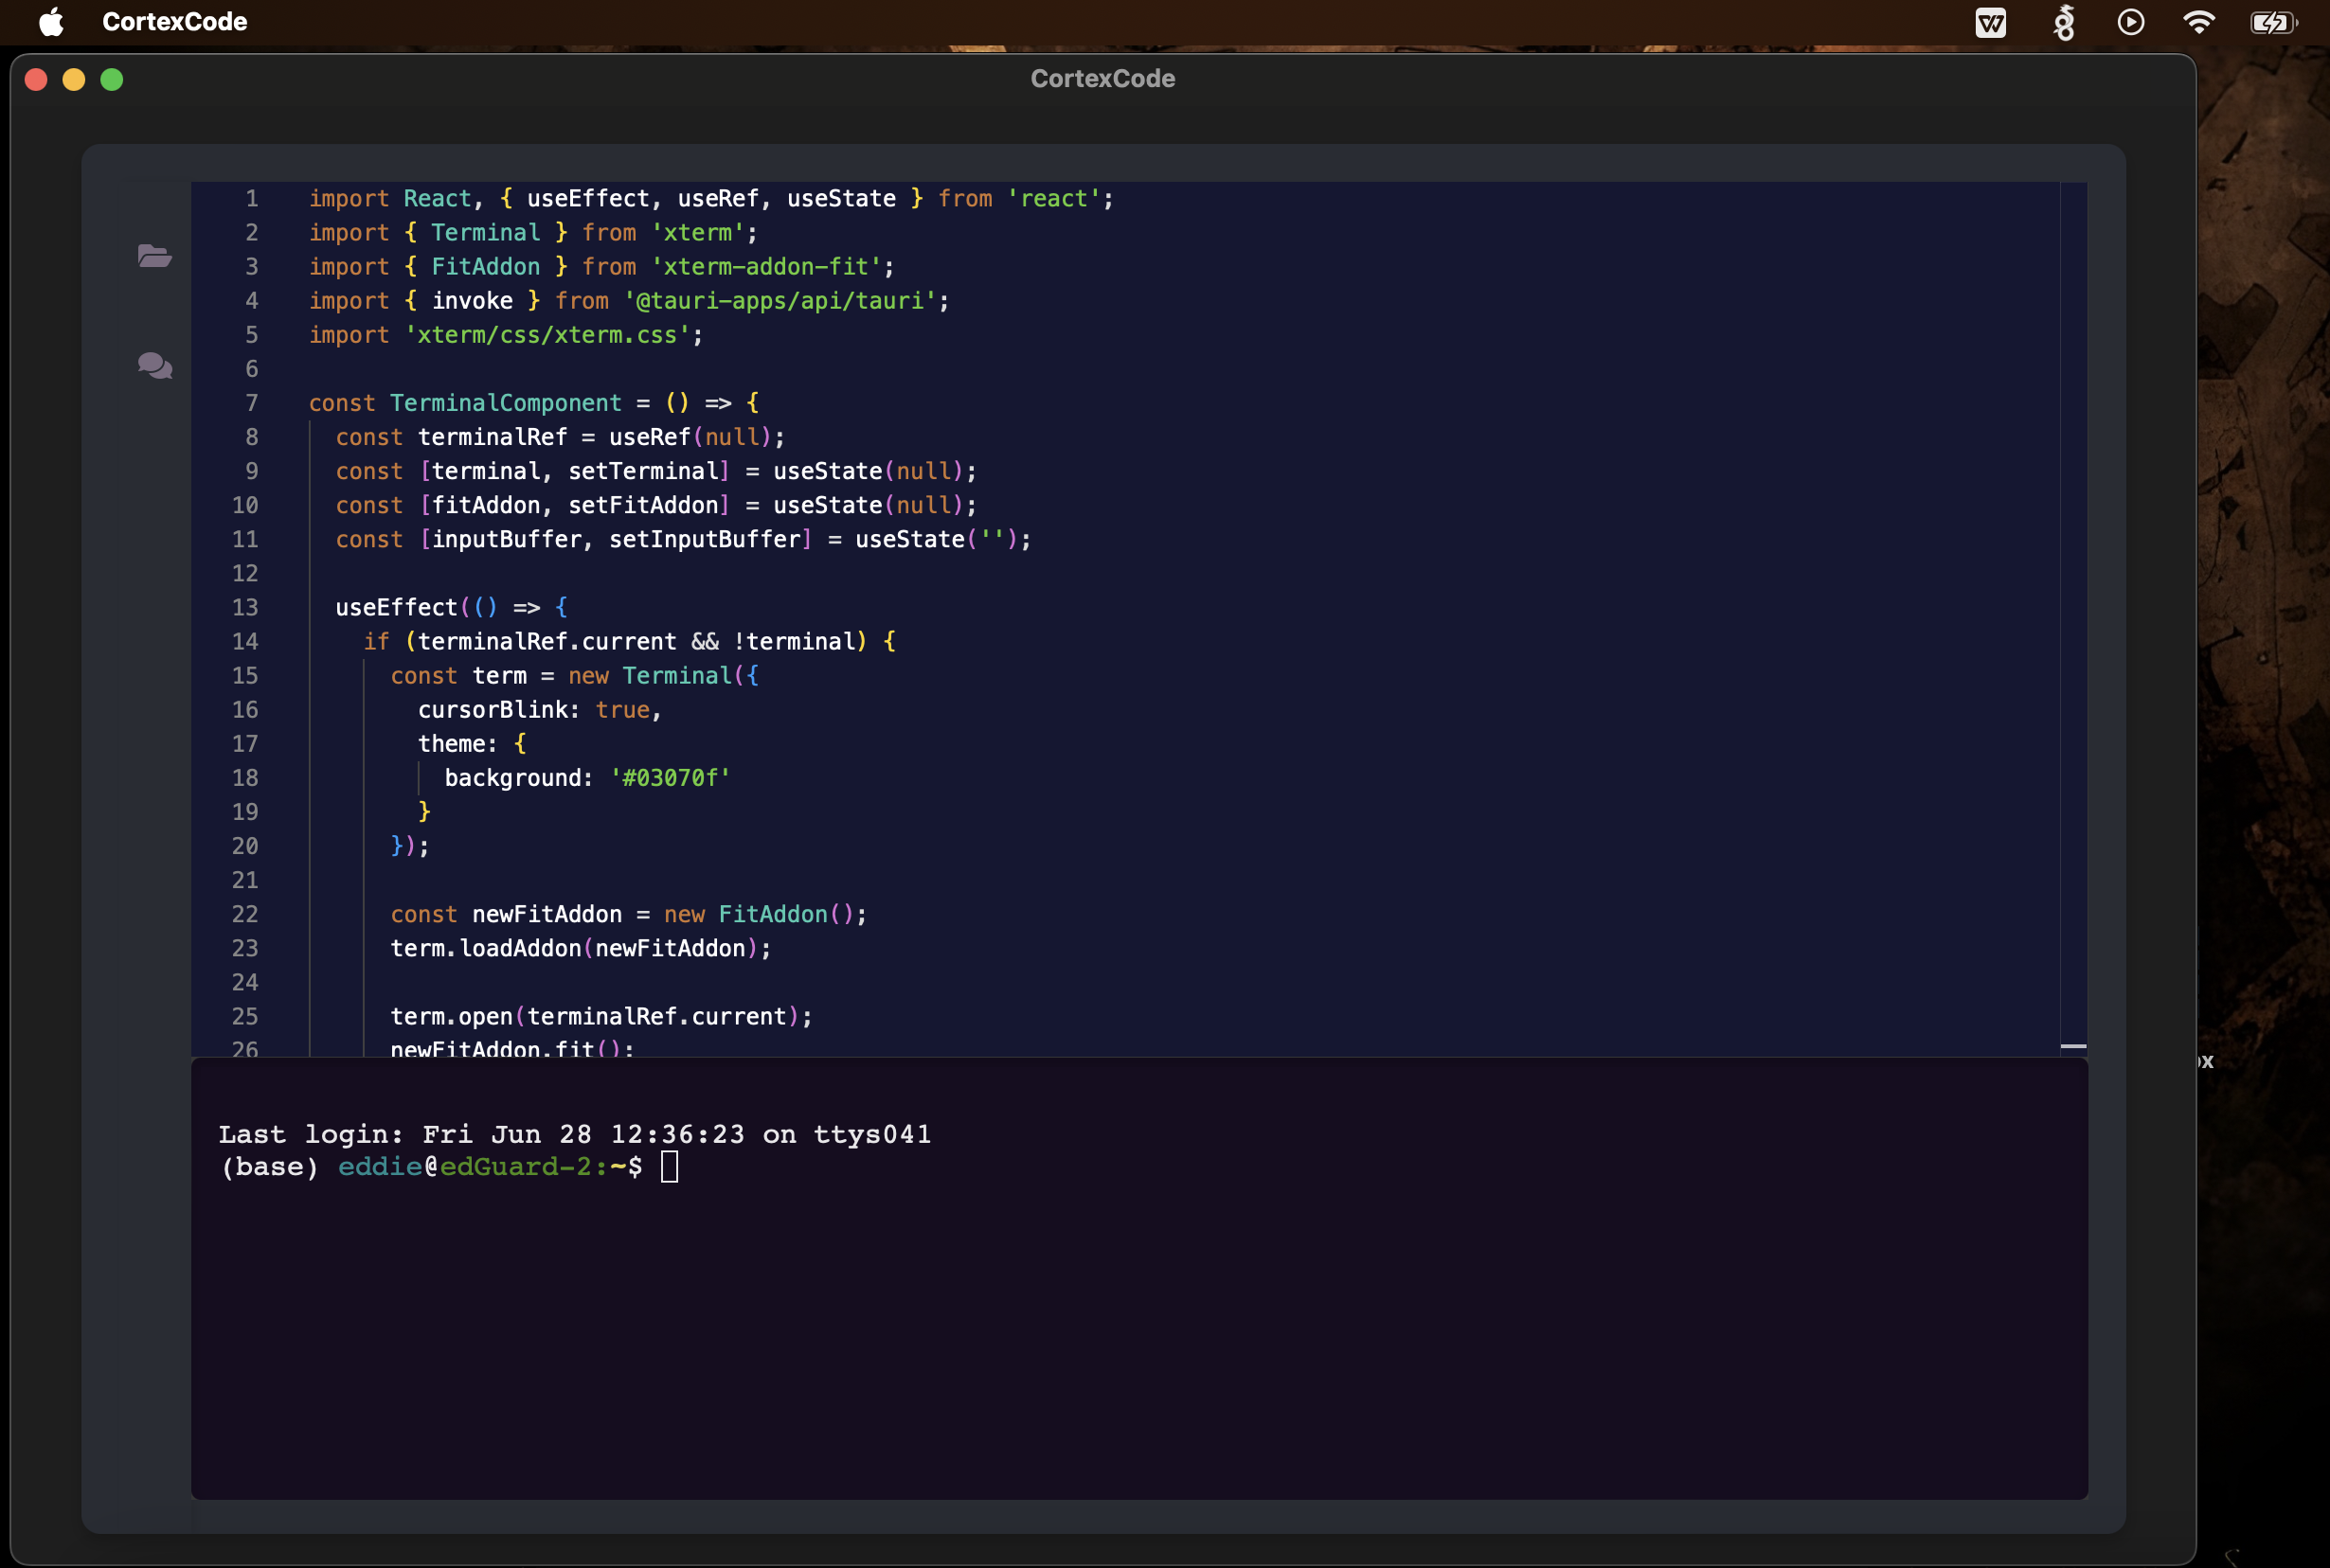 CortexCode
CortexCode
1 import React, { useEffect, useRef, useState } from 'react';
2 import { Terminal } from 'xterm';
3 import { FitAddon } from 'xterm-addon-fit';
4 import { invoke } from '@tauri-apps/api/tauri';
5 import 'xterm/css/xterm.css';
6
7 const TerminalComponent = () => {
8   const terminalRef = useRef(null);
9   const [terminal, setTerminal] = useState(null);
10   const [fitAddon, setFitAddon] = useState(null);
11   const [inputBuffer, setInputBuffer] = useState('');
12
13   useEffect(() => {
14     if (terminalRef.current && !terminal) {
15       const term = new Terminal({
16         cursorBlink: true,
17         theme: {
18           background: '#03070f'
19         }
20       });
21
22       const newFitAddon = new FitAddon();
23       term.loadAddon(newFitAddon);
24
25       term.open(terminalRef.current);
26       newFitAddon.fit();
Last login: Fri Jun 28 12:36:23 on ttys041
(base) eddie@edGuard-2:~$